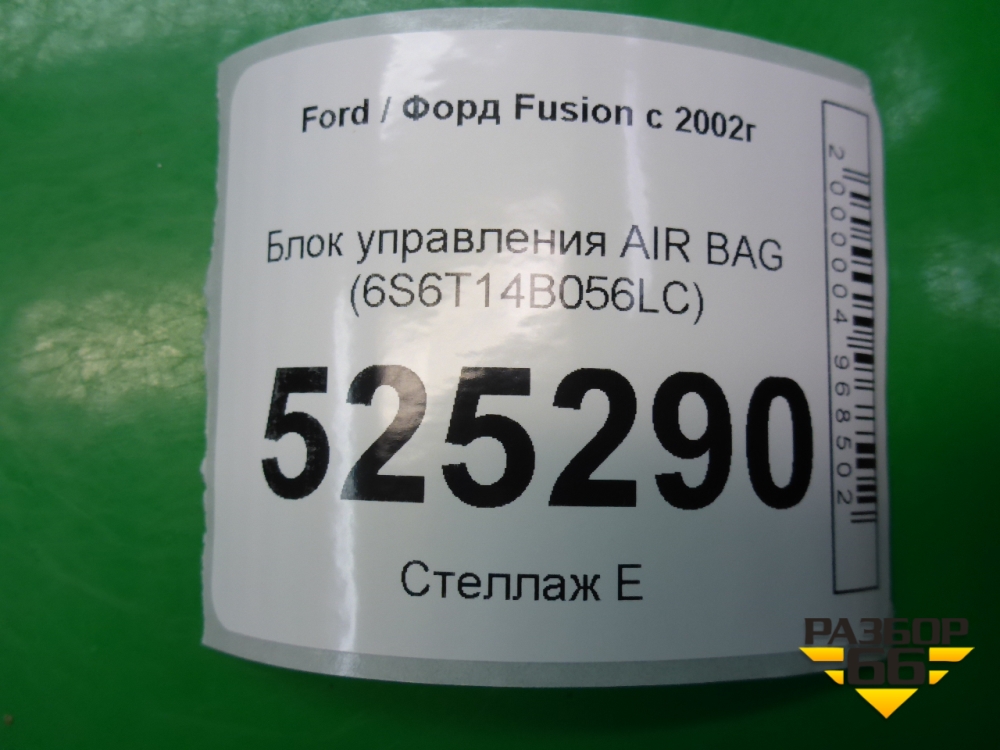 Ford / Форд Fusion с 2002г
Блок управления AIR BAG
(6S6T14B056LC)
525290
Стеллаж E
2000004968502
РАЗБОР
66